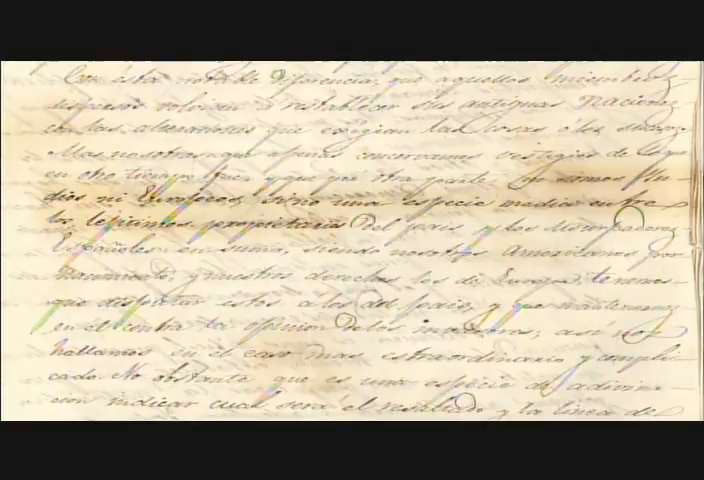 Con ésta notable diferencia, que aquellos miembros
dispersos volvieron á restablecer sus antiguas Naciones
con las alteraciones que exigian las Cosas ó los sucesos
Mas nosotros, que apenas conservamos vestigios de lo que
en otro tiempo fue, y que por otra parte no somos In-
dios ni Europeos, sino una especie media entre
los legitimos propietarios del pais y los Usurpadores
Españoles en suma, siendo nosotros Americanos por
nacimiento y nuestros derechos los de Europa, tenemos
que disputar estos á los del pais, y que mantenernos
en el contra la opinion de los invasores; asi nos
hallamos en el caso mas extraordinario y compli-
cado. No obstante que es una especie de adivina-
cion indicar cual será el resultado y la linea de